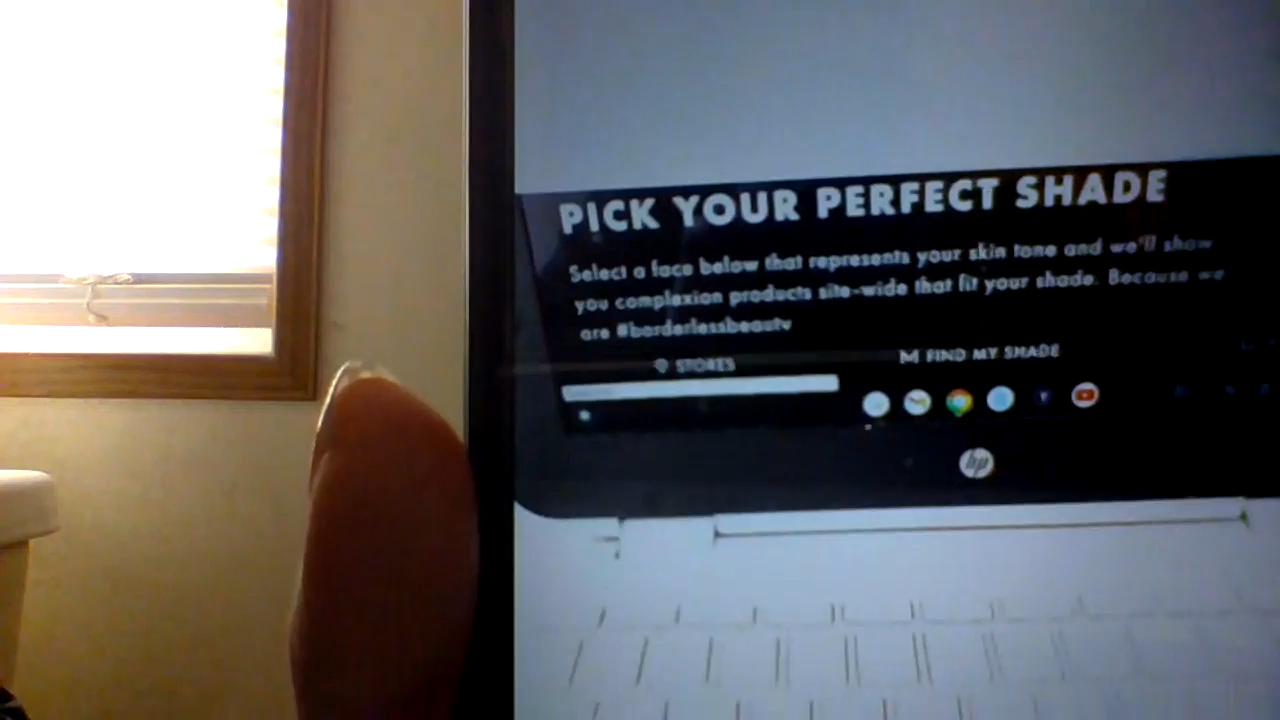 PICK YOUR PERFECT SHADE
Select a face below that represents your skin tone and we'll show
you complexion products site-wide that fit your shade. Because we
are #borderlessbeauty
STORES
FIND MY SHADE
hp